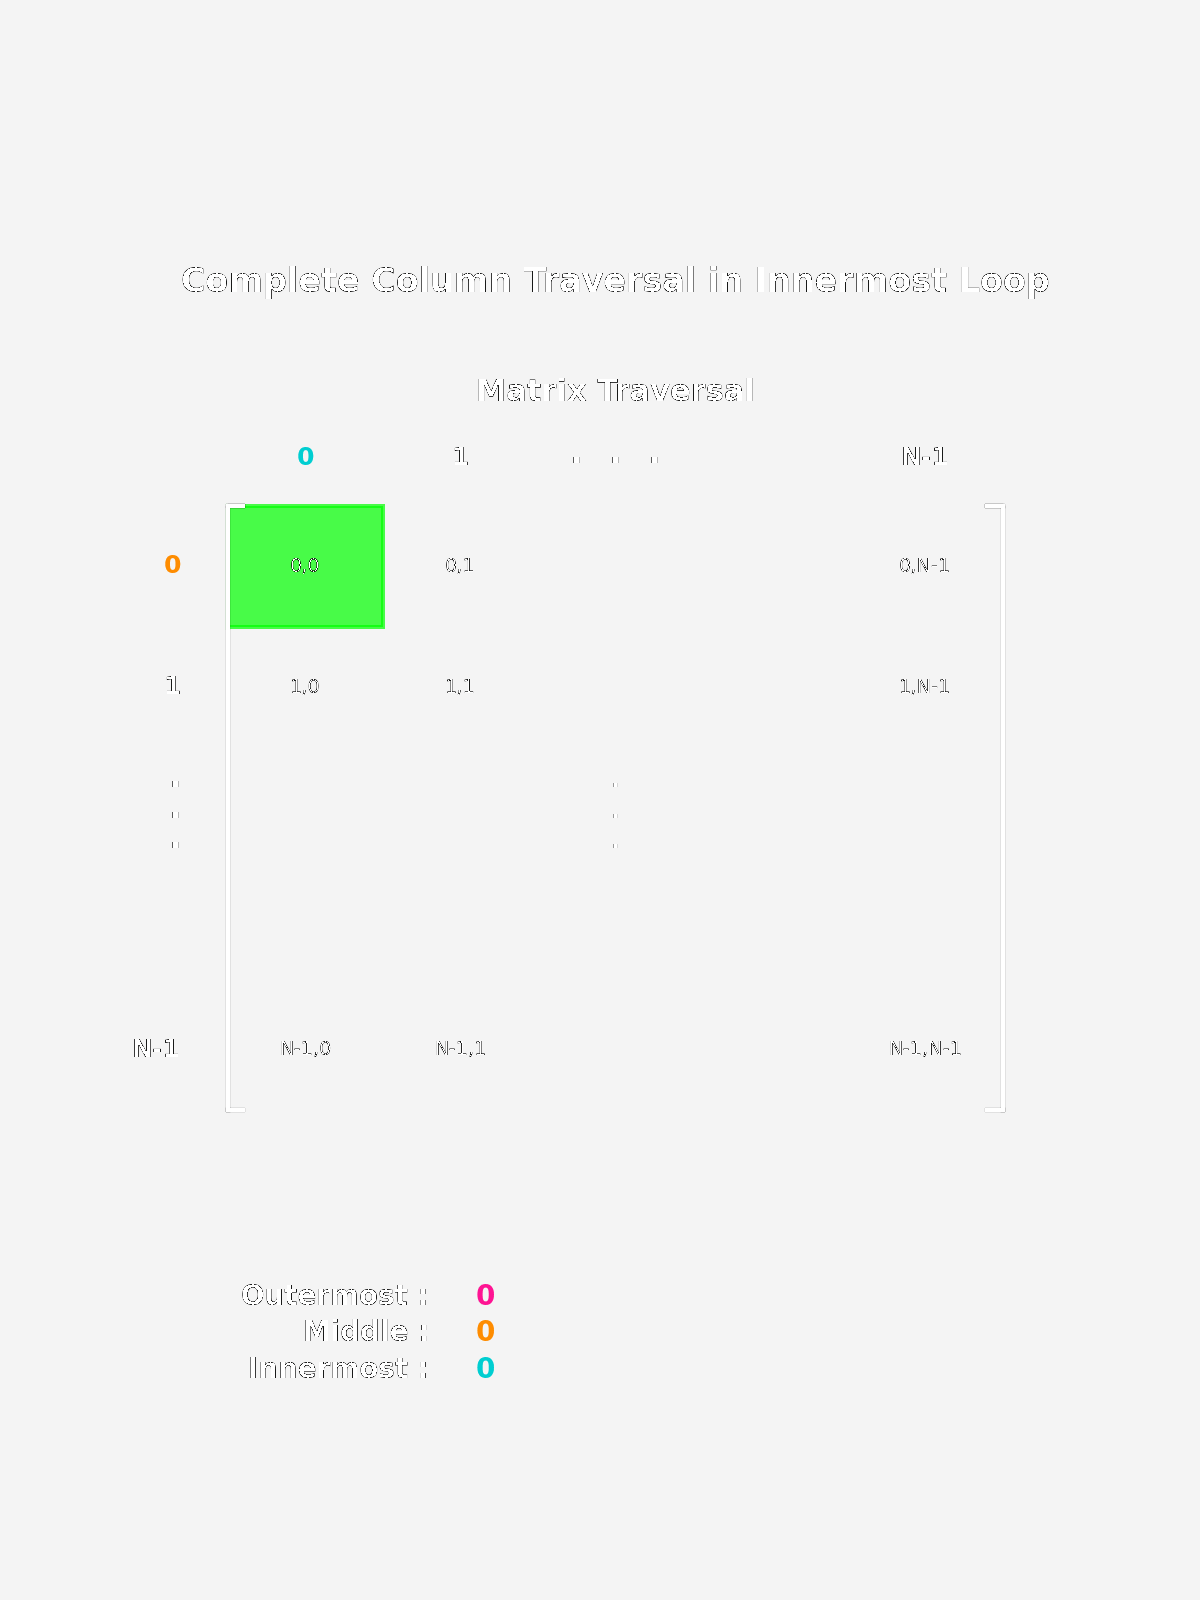 Complete Column Traversal in Innermost Loop
Matrix Traversal
0 1 . . . N-1
0 0,0 0,1 0,N-1
1 1,0 1,1 1,N-1
. .
. .
. .
N-1 N-1,0 N-1,1 N-1,N-1
Outermost : 0
Middle : 0
Innermost : 0